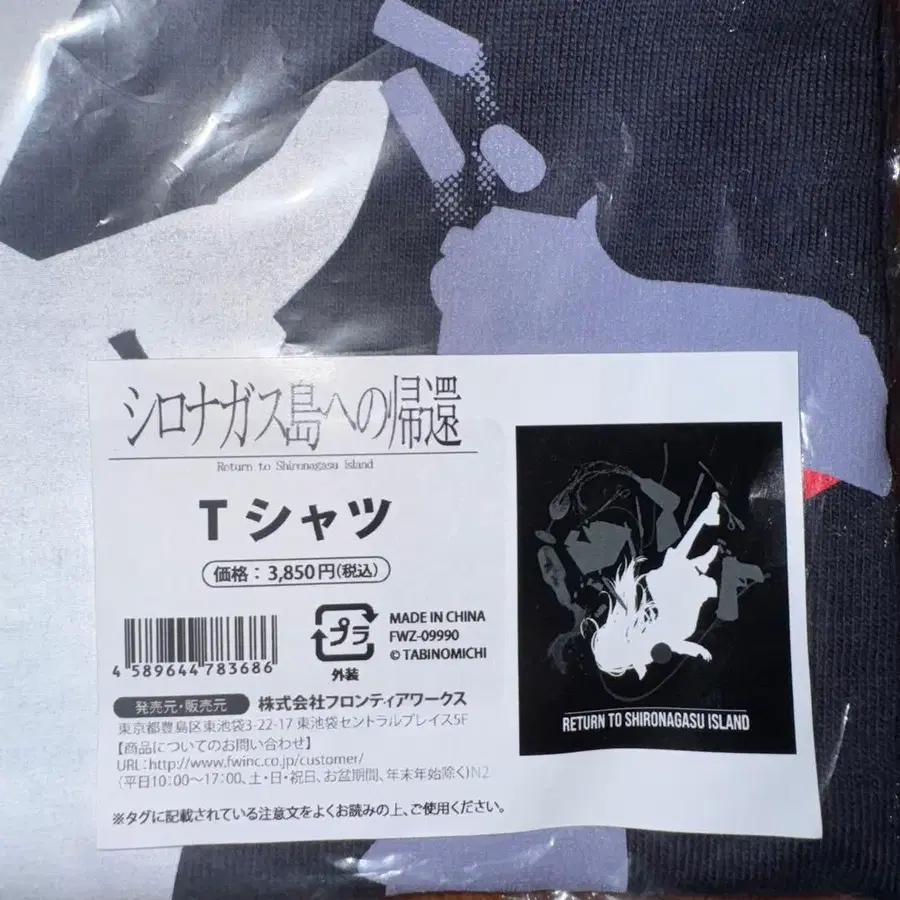 シロナガス島への帰還
Return to Shironagasu Island
Tシャツ
価格：3,850円(税込)
4 589644 783686
プラ
外装
MADE IN CHINA
FWZ-09990
© TABINOMICHI
発売元・販売元 株式会社フロンティアワークス
東京都豊島区東池袋3-22-17 東池袋セントラルプレイス5F
【商品についてのお問い合わせ】
URL：http://www.fwinc.co.jp/customer/
(平日10：00～17：00、土・日・祝日、お盆期間、年末年始除く)N2
※タグに記載されている注意文をよくお読みの上、ご使用ください。
RETURN TO SHIRONAGASU ISLAND